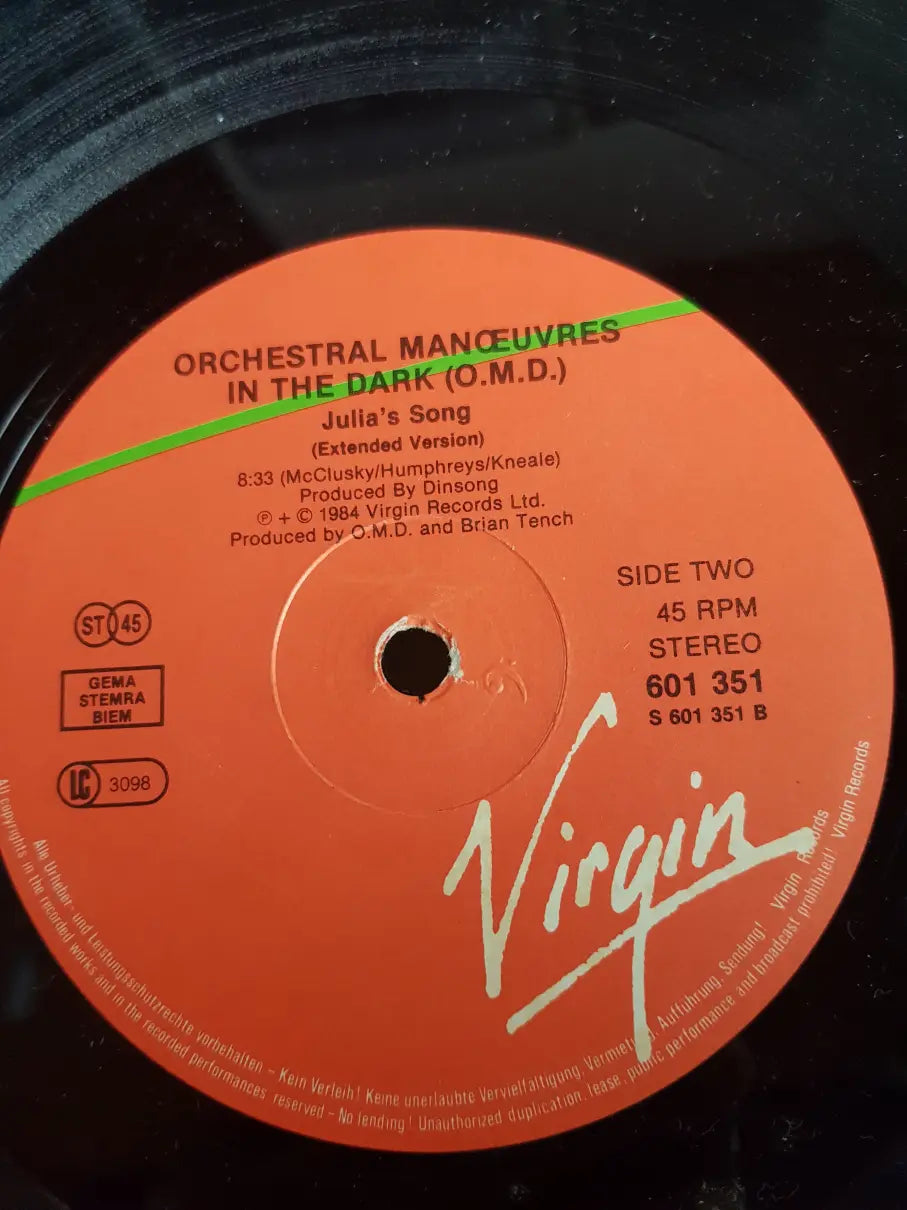 ORCHESTRAL MANŒUVRES
IN THE DARK (O.M.D.)
Julia's Song
(Extended Version)
8:33 (McClusky/Humphreys/Kneale)
Produced By Dinsong
℗ + © 1984 Virgin Records Ltd.
Produced by O.M.D. and Brian Tench
SIDE TWO
45 RPM
STEREO
601 351
S 601 351 B
ST 45
GEMA
STEMRA
BIEM
LC 3098
Virgin
Alle Urheber- und Leistungsschutzrechte vorbehalten – Kein Verleih! Keine unerlaubte Vervielfältigung, Vermietung, Aufführung, Sendung! Virgin Records
All copyrights in the recorded works and in the recorded performances reserved – No lending! Unauthorized duplication, lease, public performance and broadcast prohibited! Virgin Records